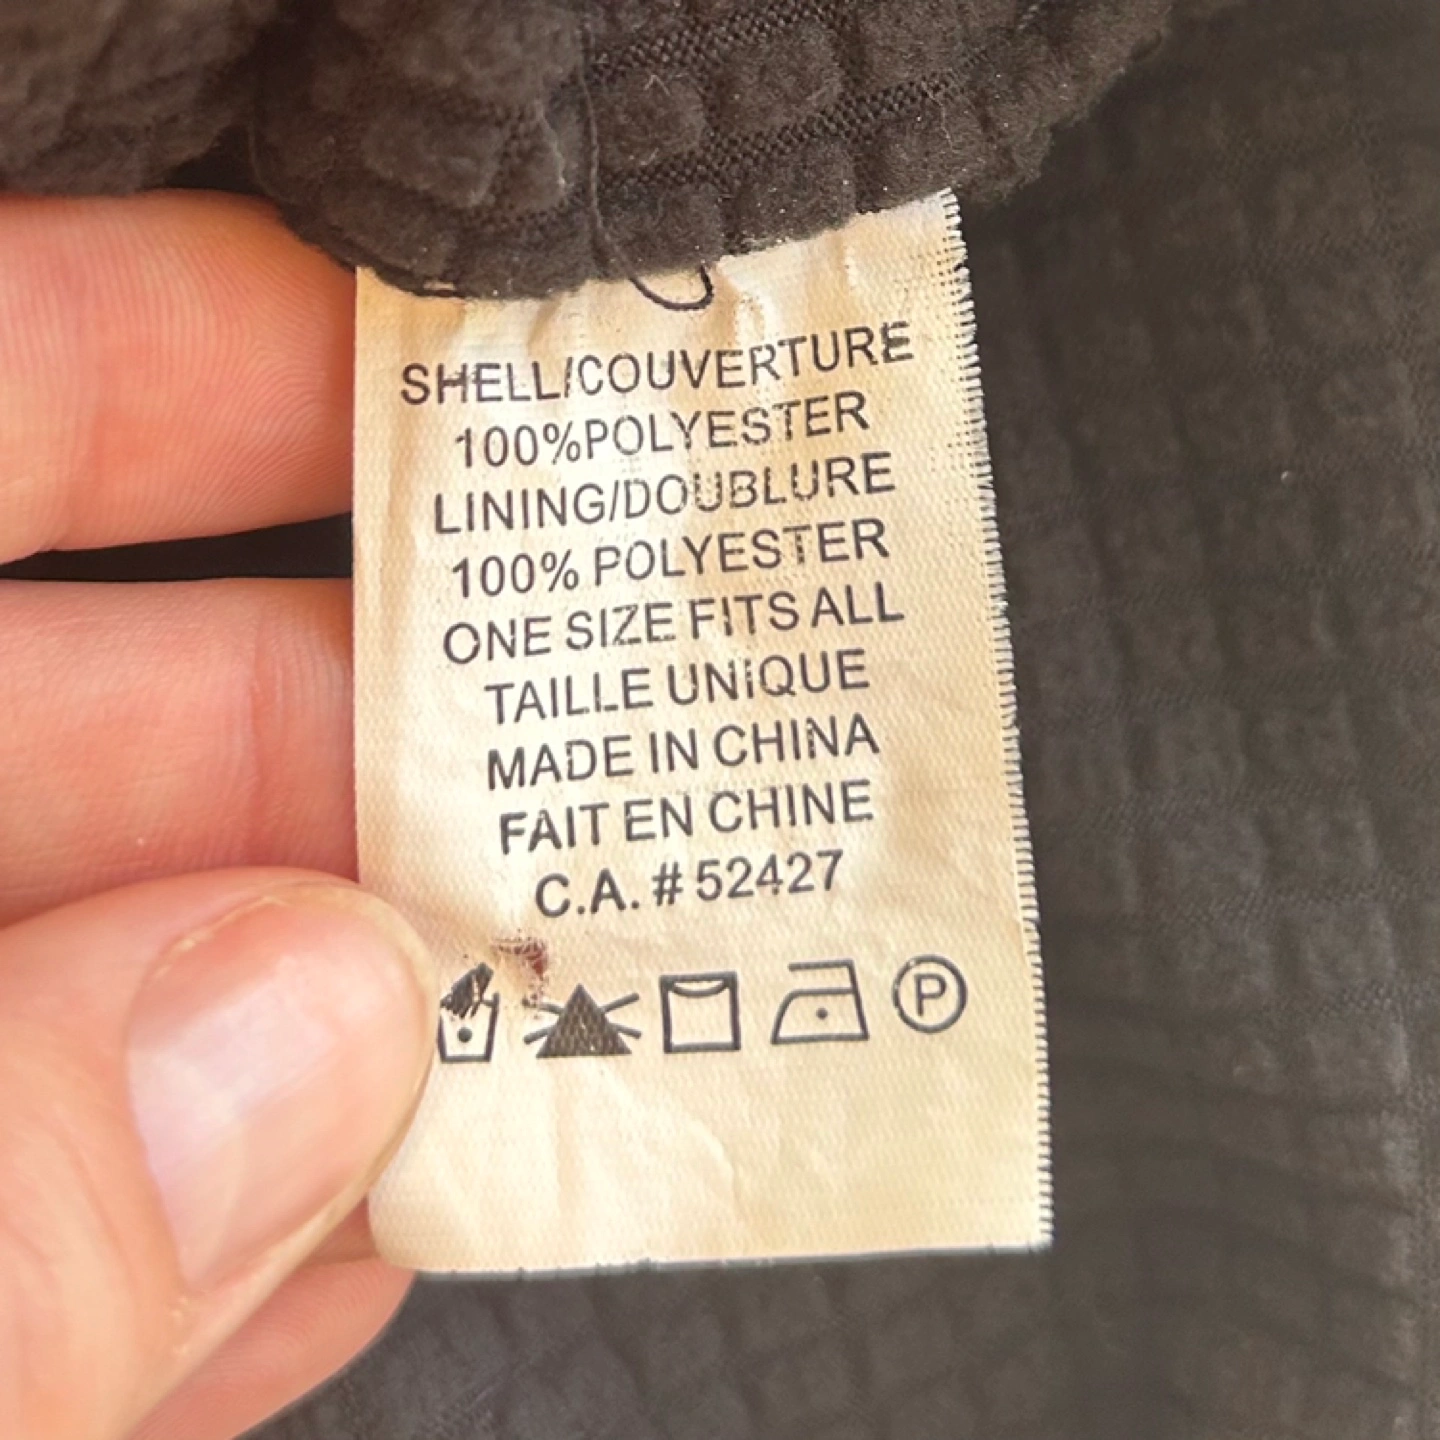 SHELL/COUVERTURE
100%POLYESTER
LINING/DOUBLURE
100% POLYESTER
ONE SIZE FITS ALL
TAILLE UNIQUE
MADE IN CHINA
FAIT EN CHINE
C.A. # 52427
P